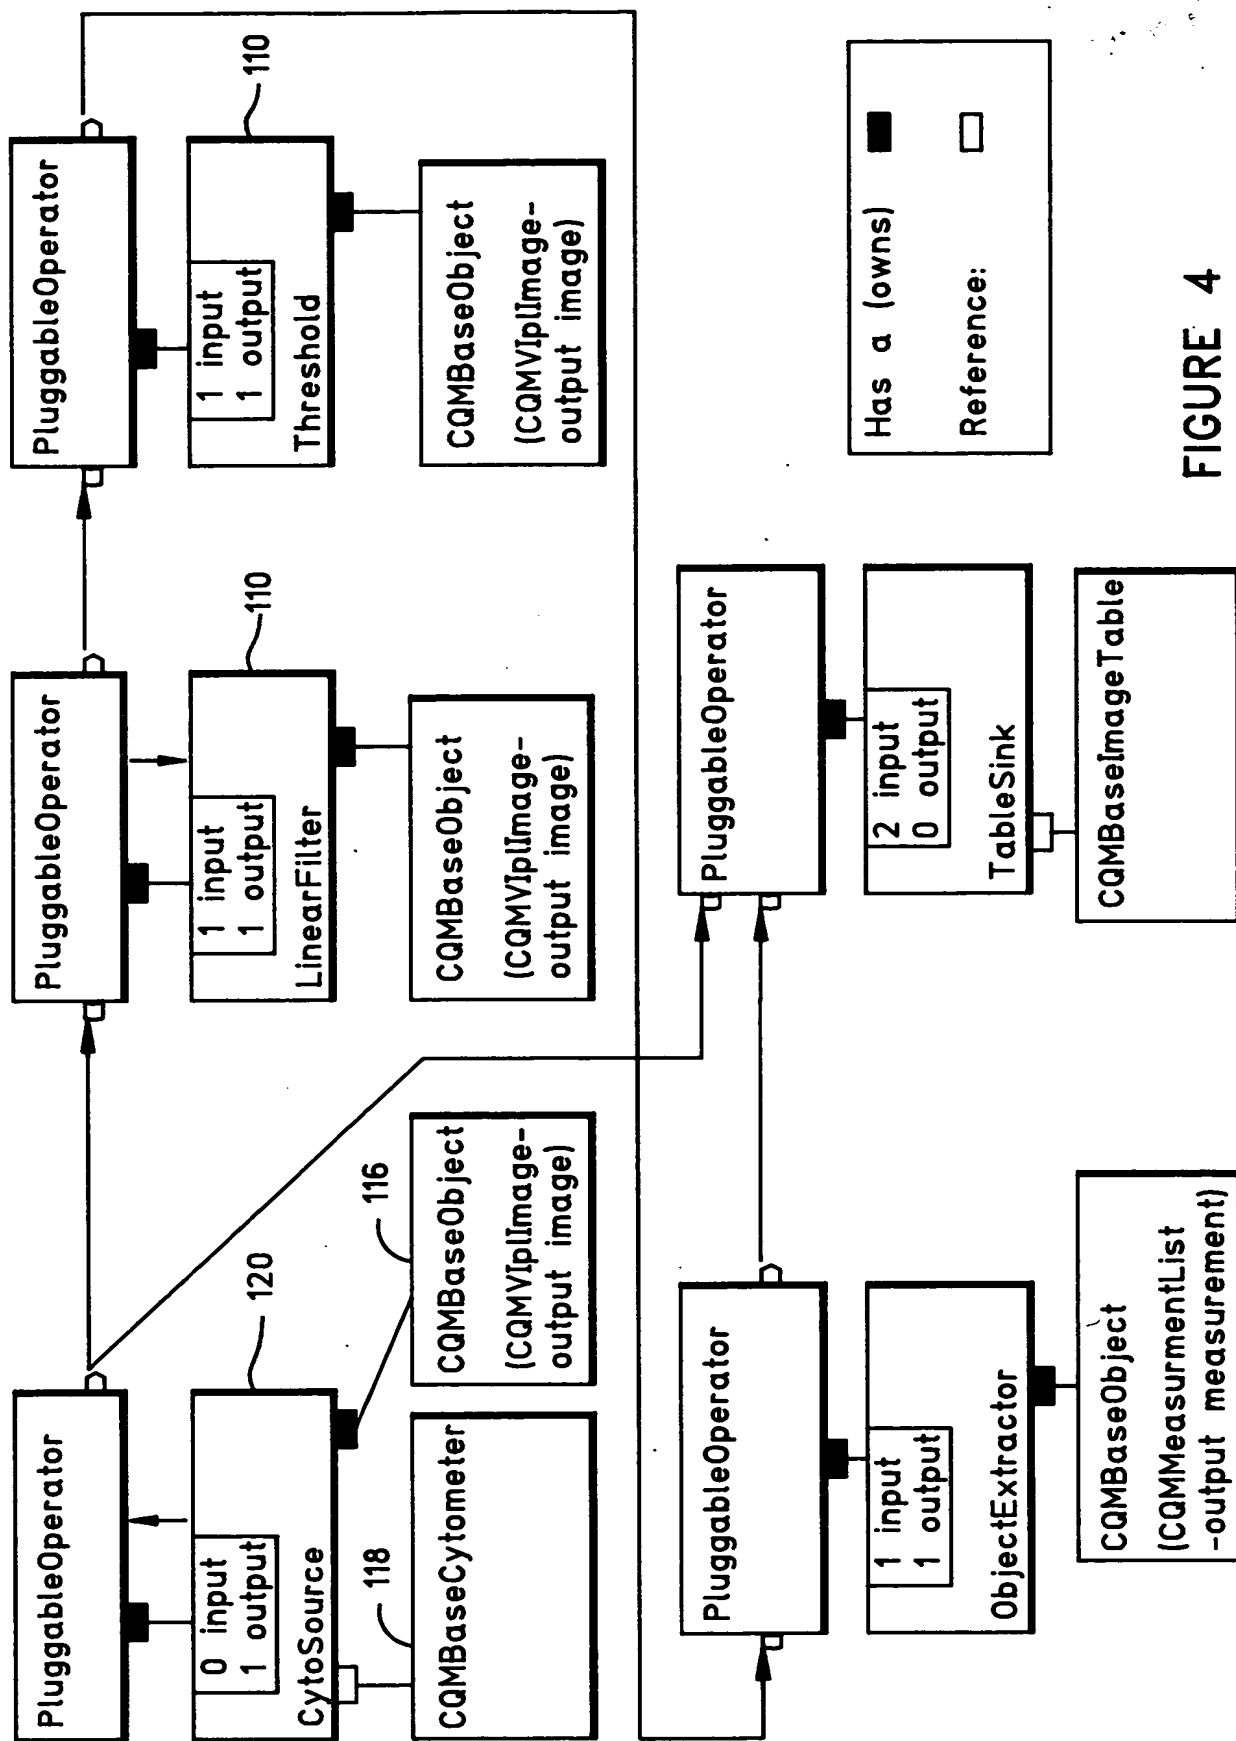 PluggableOperator
0 input
1 output
CytoSource
120
CQMBaseCytometer
118
CQMBaseObject
(CQMVIplImage-
output image)
116
PluggableOperator
1 input
1 output
LinearFilter
110
CQMBaseObject
(CQMVIplImage-
output image)
PluggableOperator
1 input
1 output
Threshold
110
CQMBaseObject
(CQMVIplImage-
output image)
PluggableOperator
1 input
1 output
ObjectExtractor
CQMBaseObject
(CQMMeasurmentList
-output measurement)
PluggableOperator
2 input
0 output
TableSink
CQMBaseImageTable
Has a (owns)
Reference:
FIGURE 4